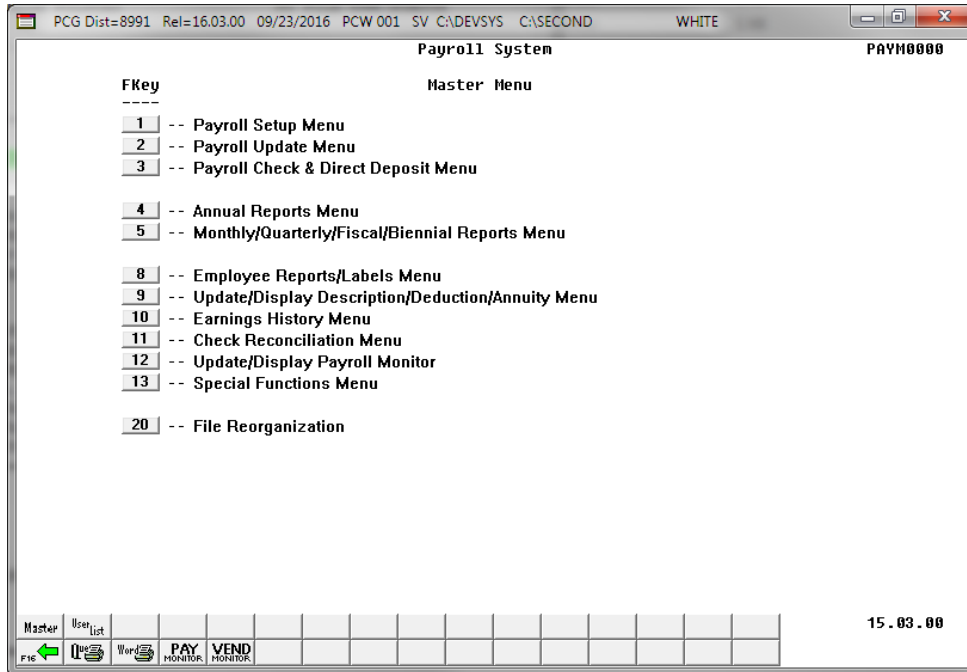 PCG Dist=8991 Rel=16.03.00 09/23/2016 PCW 001 SV C:\DEVSYS C:\SECOND WHITE
Payroll System PAYM0000
FKey Master Menu
----
1 -- Payroll Setup Menu
2 -- Payroll Update Menu
3 -- Payroll Check & Direct Deposit Menu
4 -- Annual Reports Menu
5 -- Monthly/Quarterly/Fiscal/Biennial Reports Menu
8 -- Employee Reports/Labels Menu
9 -- Update/Display Description/Deduction/Annuity Menu
10 -- Earnings History Menu
11 -- Check Reconciliation Menu
12 -- Update/Display Payroll Monitor
13 -- Special Functions Menu
20 -- File Reorganization
Master User List 15.03.00
F16 Que Word PAY MONITOR VEND MONITOR